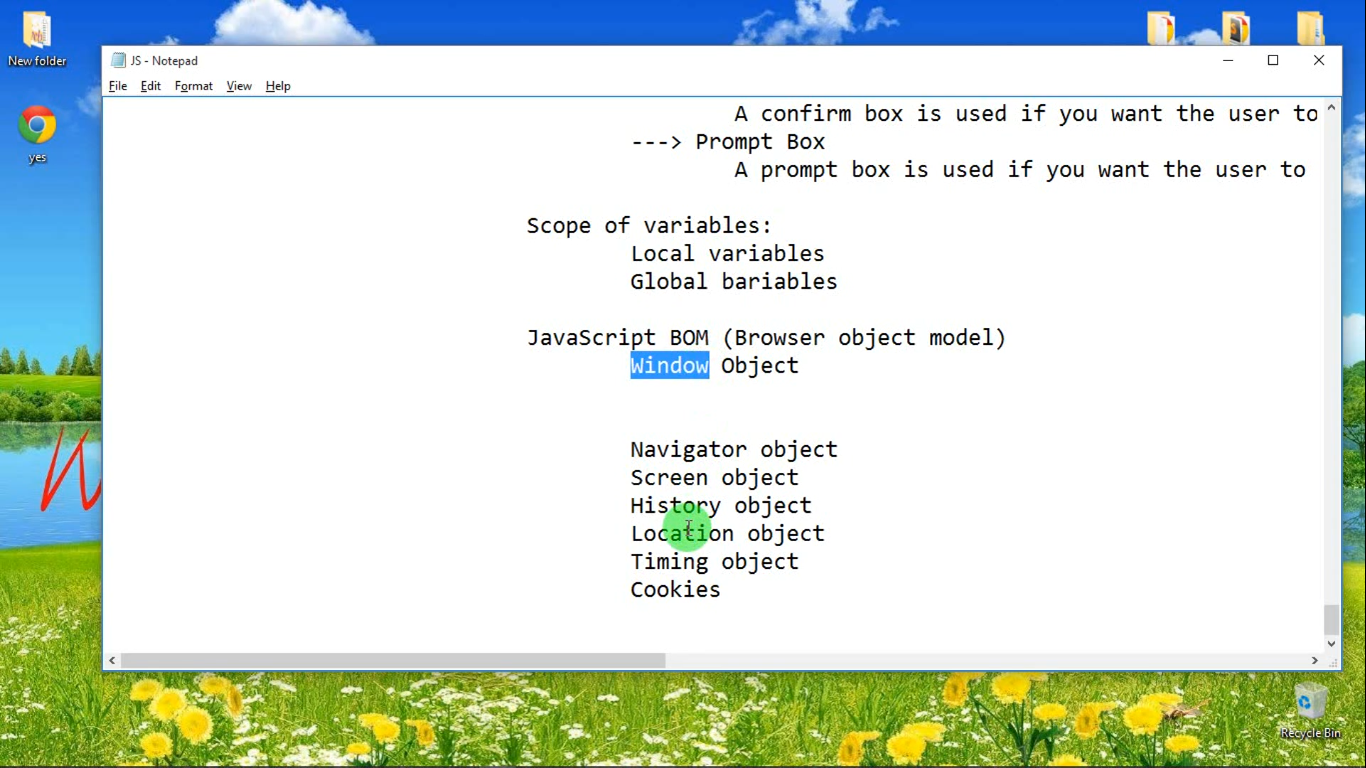 New folder
yes
JS - Notepad
File Edit Format View Help
A confirm box is used if you want the user to
---> Prompt Box
A prompt box is used if you want the user to
Scope of variables:
Local variables
Global bariables
JavaScript BOM (Browser object model)
Window Object
Navigator object
Screen object
History object
Location object
Timing object
Cookies
Recycle Bin